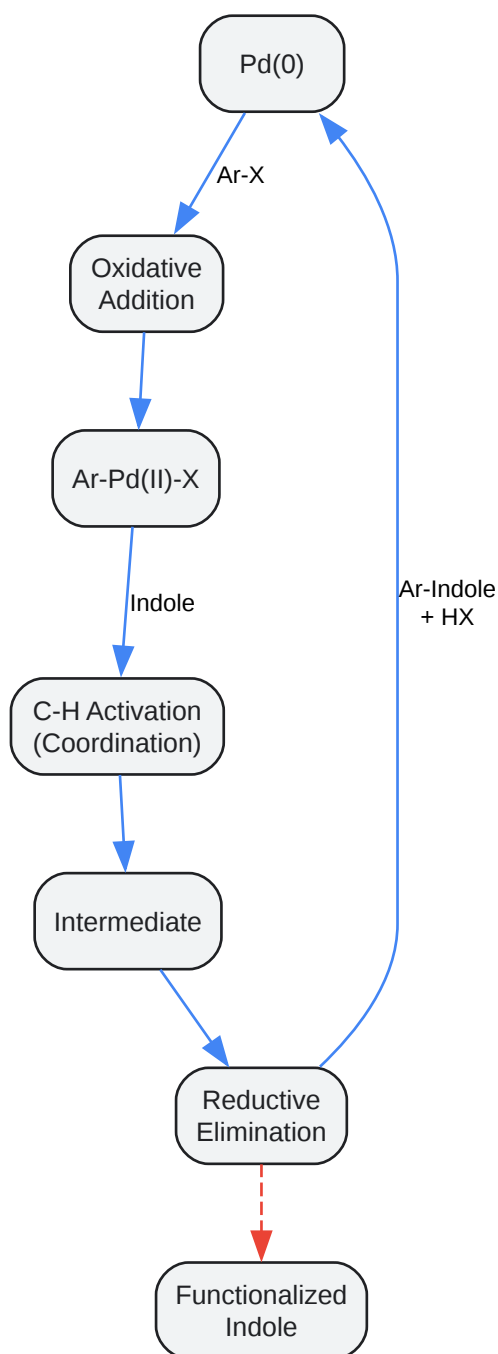 Pd(0)
Ar-X
Oxidative
Addition
Ar-Pd(II)-X
Indole
Ar-Indole
+ HX
C-H Activation
(Coordination)
Intermediate
Reductive
Elimination
Functionalized
Indole